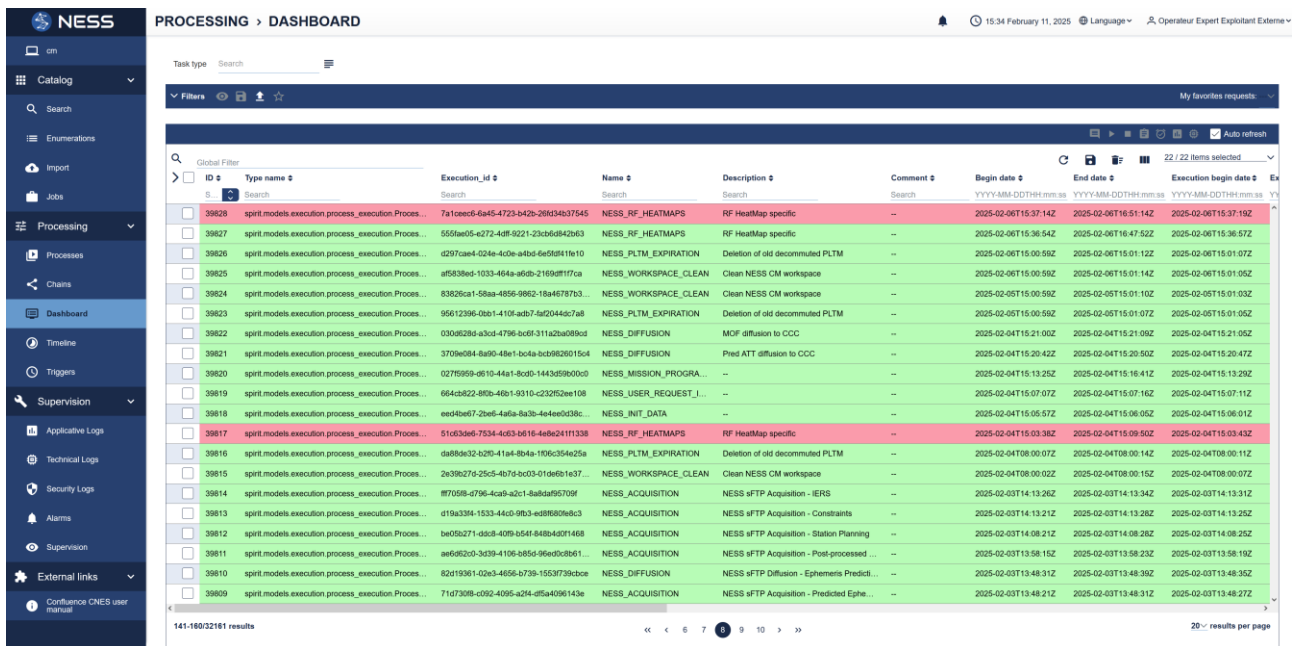 NESS
PROCESSING > DASHBOARD
15:34 February 11, 2025 Language Operateur Expert Exploitant Externe
cm
Catalog
Search
Enumerations
Import
Jobs
Processing
Processes
Chains
Dashboard
Timeline
Triggers
Supervision
Applicative Logs
Technical Logs
Security Logs
Alarms
Supervision
External links
Confluence CNES user
manual
Task type Search
Filters My favorites requests:
Auto refresh
Global Filter 22 / 22 items selected
ID Type name Execution_id Name Description Comment Begin date End date Execution begin date Ex
S... Search Search Search Search Search YYYY-MM-DDTHH:mm:ss YYYY-MM-DDTHH:mm:ss YYYY-MM-DDTHH:mm:ss YY
39828 spirit.models.execution.process_execution.Proces... 7a1ceec6-6a45-4723-b42b-26fd34b37545 NESS_RF_HEATMAPS RF HeatMap specific -- 2025-02-06T15:37:14Z 2025-02-06T16:51:14Z 2025-02-06T15:37:19Z
39827 spirit.models.execution.process_execution.Proces... 555fae05-e272-4dff-9221-23cb6d842b63 NESS_RF_HEATMAPS RF HeatMap specific -- 2025-02-06T15:36:54Z 2025-02-06T16:47:52Z 2025-02-06T15:36:57Z
39826 spirit.models.execution.process_execution.Proces... d297cae4-024e-4c0e-a4bd-6e5fdf41fe10 NESS_PLTM_EXPIRATION Deletion of old decommuted PLTM -- 2025-02-06T15:00:59Z 2025-02-06T15:01:12Z 2025-02-06T15:01:07Z
39825 spirit.models.execution.process_execution.Proces... af5838ed-1033-464a-a6db-2169dff1f7ca NESS_WORKSPACE_CLEAN Clean NESS CM workspace -- 2025-02-06T15:00:59Z 2025-02-06T15:01:14Z 2025-02-06T15:01:05Z
39824 spirit.models.execution.process_execution.Proces... 83826ca1-58aa-4856-9862-18a46787b3... NESS_WORKSPACE_CLEAN Clean NESS CM workspace -- 2025-02-05T15:00:59Z 2025-02-05T15:01:10Z 2025-02-05T15:01:03Z
39823 spirit.models.execution.process_execution.Proces... 95612396-0bb1-410f-adb7-faf2044dc7a8 NESS_PLTM_EXPIRATION Deletion of old decommuted PLTM -- 2025-02-05T15:00:59Z 2025-02-05T15:01:07Z 2025-02-05T15:01:05Z
39822 spirit.models.execution.process_execution.Proces... 030d628d-a3cd-4796-bc6f-311a2ba089cd NESS_DIFFUSION MOF diffusion to CCC -- 2025-02-04T15:21:00Z 2025-02-04T15:21:09Z 2025-02-04T15:21:05Z
39821 spirit.models.execution.process_execution.Proces... 3709e084-8a90-48e1-bc4a-bcb9826015c4 NESS_DIFFUSION Pred ATT diffusion to CCC -- 2025-02-04T15:20:42Z 2025-02-04T15:20:50Z 2025-02-04T15:20:47Z
39820 spirit.models.execution.process_execution.Proces... 027f5959-d610-44a1-8cd0-1443d59b00c0 NESS_MISSION_PROGRA... -- -- 2025-02-04T15:13:25Z 2025-02-04T15:16:41Z 2025-02-04T15:13:29Z
39819 spirit.models.execution.process_execution.Proces... 664cb822-8f0b-46b1-9310-c232f52ee108 NESS_USER_REQUEST_I... -- -- 2025-02-04T15:07:07Z 2025-02-04T15:07:16Z 2025-02-04T15:07:11Z
39818 spirit.models.execution.process_execution.Proces... eed4be67-2be6-4a6a-8a3b-4e4ee0d38c... NESS_INIT_DATA -- -- 2025-02-04T15:05:57Z 2025-02-04T15:06:05Z 2025-02-04T15:06:01Z
39817 spirit.models.execution.process_execution.Proces... 51c63de6-7534-4c63-b616-4e8e241f1338 NESS_RF_HEATMAPS RF HeatMap specific -- 2025-02-04T15:03:38Z 2025-02-04T15:09:50Z 2025-02-04T15:03:43Z
39816 spirit.models.execution.process_execution.Proces... da88de32-b2f0-41a4-8b4a-1f06c354e25a NESS_PLTM_EXPIRATION Deletion of old decommuted PLTM -- 2025-02-04T08:00:07Z 2025-02-04T08:00:14Z 2025-02-04T08:00:11Z
39815 spirit.models.execution.process_execution.Proces... 2e39b27d-25c5-4b7d-bc03-01de6b1e37... NESS_WORKSPACE_CLEAN Clean NESS CM workspace -- 2025-02-04T08:00:02Z 2025-02-04T08:00:15Z 2025-02-04T08:00:07Z
39814 spirit.models.execution.process_execution.Proces... fff705f8-d796-4ca9-a2c1-8a8daf95709f NESS_ACQUISITION NESS sFTP Acquisition - IERS -- 2025-02-03T14:13:26Z 2025-02-03T14:13:34Z 2025-02-03T14:13:31Z
39813 spirit.models.execution.process_execution.Proces... d19a33f4-1533-44c0-9fb3-ed8f680fe8c3 NESS_ACQUISITION NESS sFTP Acquisition - Constraints -- 2025-02-03T14:13:21Z 2025-02-03T14:13:28Z 2025-02-03T14:13:25Z
39812 spirit.models.execution.process_execution.Proces... be05b271-ddc8-40f9-b54f-848b4d0f1468 NESS_ACQUISITION NESS sFTP Acquisition - Station Planning -- 2025-02-03T14:08:21Z 2025-02-03T14:08:28Z 2025-02-03T14:08:25Z
39811 spirit.models.execution.process_execution.Proces... ae6d62c0-3d39-4106-b85d-96ed0c8b61... NESS_ACQUISITION NESS sFTP Acquisition - Post-processed ... -- 2025-02-03T13:58:15Z 2025-02-03T13:58:23Z 2025-02-03T13:58:19Z
39810 spirit.models.execution.process_execution.Proces... 82d19361-02e3-4656-b739-1553f739cbce NESS_DIFFUSION NESS sFTP Diffusion - Ephemeris Predicti... -- 2025-02-03T13:48:31Z 2025-02-03T13:48:39Z 2025-02-03T13:48:35Z
39809 spirit.models.execution.process_execution.Proces... 71d730f8-c092-4095-a2f4-df5a4096143e NESS_ACQUISITION NESS sFTP Acquisition - Predicted Ephe... -- 2025-02-03T13:48:21Z 2025-02-03T13:48:31Z 2025-02-03T13:48:27Z
141-160/32161 results « ‹ 6 7 8 9 10 › » 20 results per page